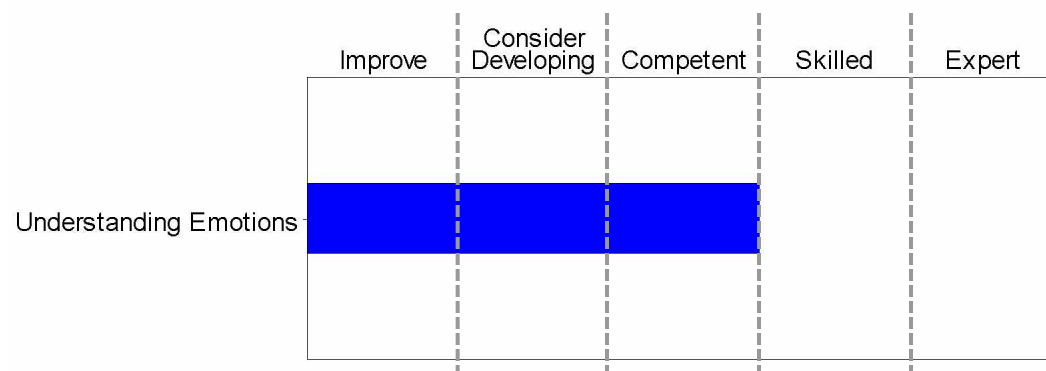 Improve
Consider
Developing
Competent
Skilled
Expert
Understanding Emotions